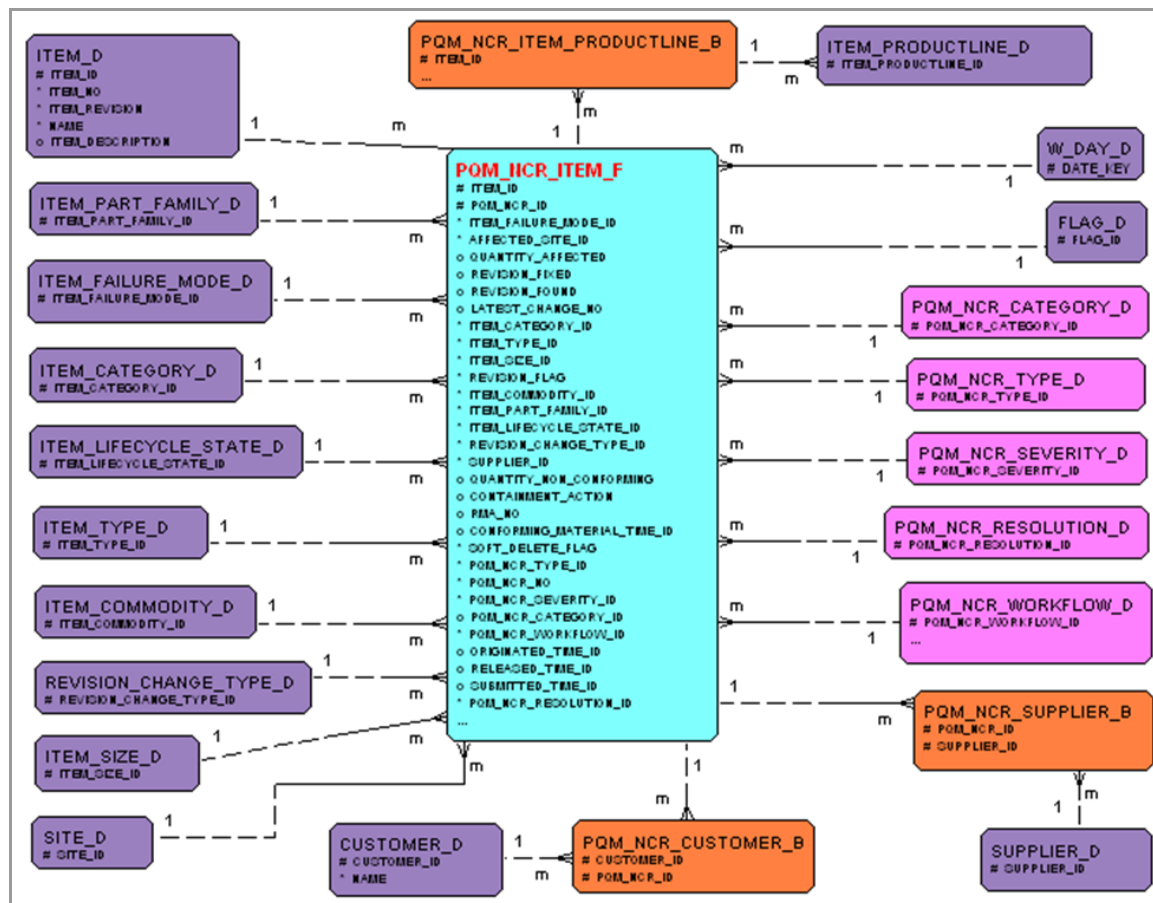 ITEM_D
# ITEM_ID
* ITEM_NO
* ITEM_REVISION
* NAME
o ITEM_DESCRIPTION
1
m
PQM_NCR_ITEM_PRODUCTLINE_B
# ITEM_ID
...
1
m
ITEM_PRODUCTLINE_D
# ITEM_PRODUCTLINE_ID
m
1
W_DAY_D
# DATE_KEY
m
1
FLAG_D
# FLAG_ID
m
1
ITEM_PART_FAMILY_D
# ITEM_PART_FAMILY_ID
1
m
ITEM_FAILURE_MODE_D
# ITEM_FAILURE_MODE_ID
1
m
ITEM_CATEGORY_D
# ITEM_CATEGORY_ID
1
m
ITEM_LIFECYCLE_STATE_D
# ITEM_LIFECYCLE_STATE_ID
1
m
ITEM_TYPE_D
# ITEM_TYPE_ID
1
m
ITEM_COMMODITY_D
# ITEM_COMMODITY_ID
1
m
REVISION_CHANGE_TYPE_D
# REVISION_CHANGE_TYPE_ID
1
m
ITEM_SIZE_D
# ITEM_SIZE_ID
1
m
SITE_D
# SITE_ID
1
m
PQM_NCR_ITEM_F
# ITEM_ID
# PQM_NCR_ID
* ITEM_FAILURE_MODE_ID
* AFFECTED_SITE_ID
o QUANTITY_AFFECTED
o REVISION_FIXED
o REVISION_FOUND
o LATEST_CHANGE_NO
* ITEM_CATEGORY_ID
* ITEM_TYPE_ID
* ITEM_SIZE_ID
* REVISION_FLAG
* ITEM_COMMODITY_ID
* ITEM_PART_FAMILY_ID
* ITEM_LIFECYCLE_STATE_ID
* REVISION_CHANGE_TYPE_ID
* SUPPLIER_ID
o QUANTITY_NON_CONFORMING
o CONTAINMENT_ACTION
o RMA_NO
o CONFORMING_MATERIAL_TIME_ID
* SOFT_DELETE_FLAG
* PQM_NCR_TYPE_ID
* PQM_NCR_NO
* PQM_NCR_SEVERITY_ID
o PQM_NCR_CATEGORY_ID
* PQM_NCR_WORKFLOW_ID
o ORIGINATED_TIME_ID
o RELEASED_TIME_ID
o SUBMITTED_TIME_ID
* PQM_NCR_RESOLUTION_ID
...
PQM_NCR_CATEGORY_D
# PQM_NCR_CATEGORY_ID
m
1
PQM_NCR_TYPE_D
# PQM_NCR_TYPE_ID
m
1
PQM_NCR_SEVERITY_D
# PQM_NCR_SEVERITY_ID
m
1
PQM_NCR_RESOLUTION_D
# PQM_NCR_RESOLUTION_ID
m
1
PQM_NCR_WORKFLOW_D
# PQM_NCR_WORKFLOW_ID
...
m
1
PQM_NCR_SUPPLIER_B
# PQM_NCR_ID
# SUPPLIER_ID
1
m
m
1
SUPPLIER_D
# SUPPLIER_ID
1
m
CUSTOMER_D
# CUSTOMER_ID
* NAME
1
m
PQM_NCR_CUSTOMER_B
# CUSTOMER_ID
# PQM_NCR_ID